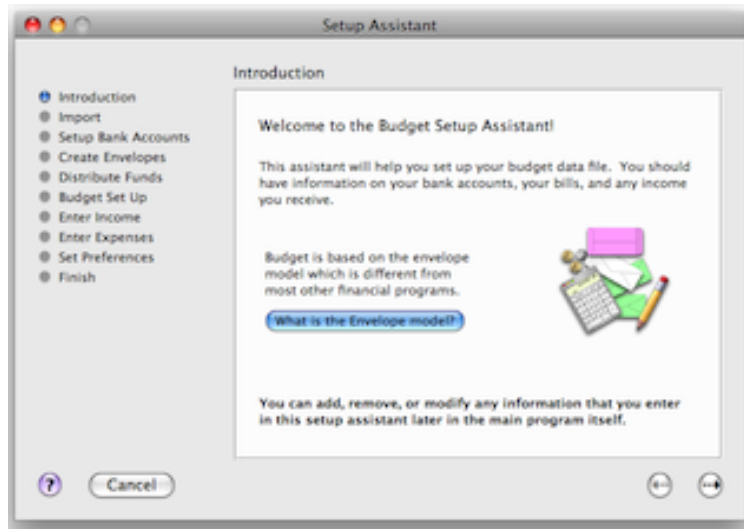 Setup Assistant
Introduction
Import
Setup Bank Accounts
Create Envelopes
Distribute Funds
Budget Set Up
Enter Income
Enter Expenses
Set Preferences
Finish
Introduction
Welcome to the Budget Setup Assistant!
This assistant will help you set up your budget data file. You should
have information on your bank accounts, your bills, and any income
you receive.
Budget is based on the envelope
model which is different from
most other financial programs.
What is the Envelope model?
You can add, remove, or modify any information that you enter
in this setup assistant later in the main program itself.
?
Cancel